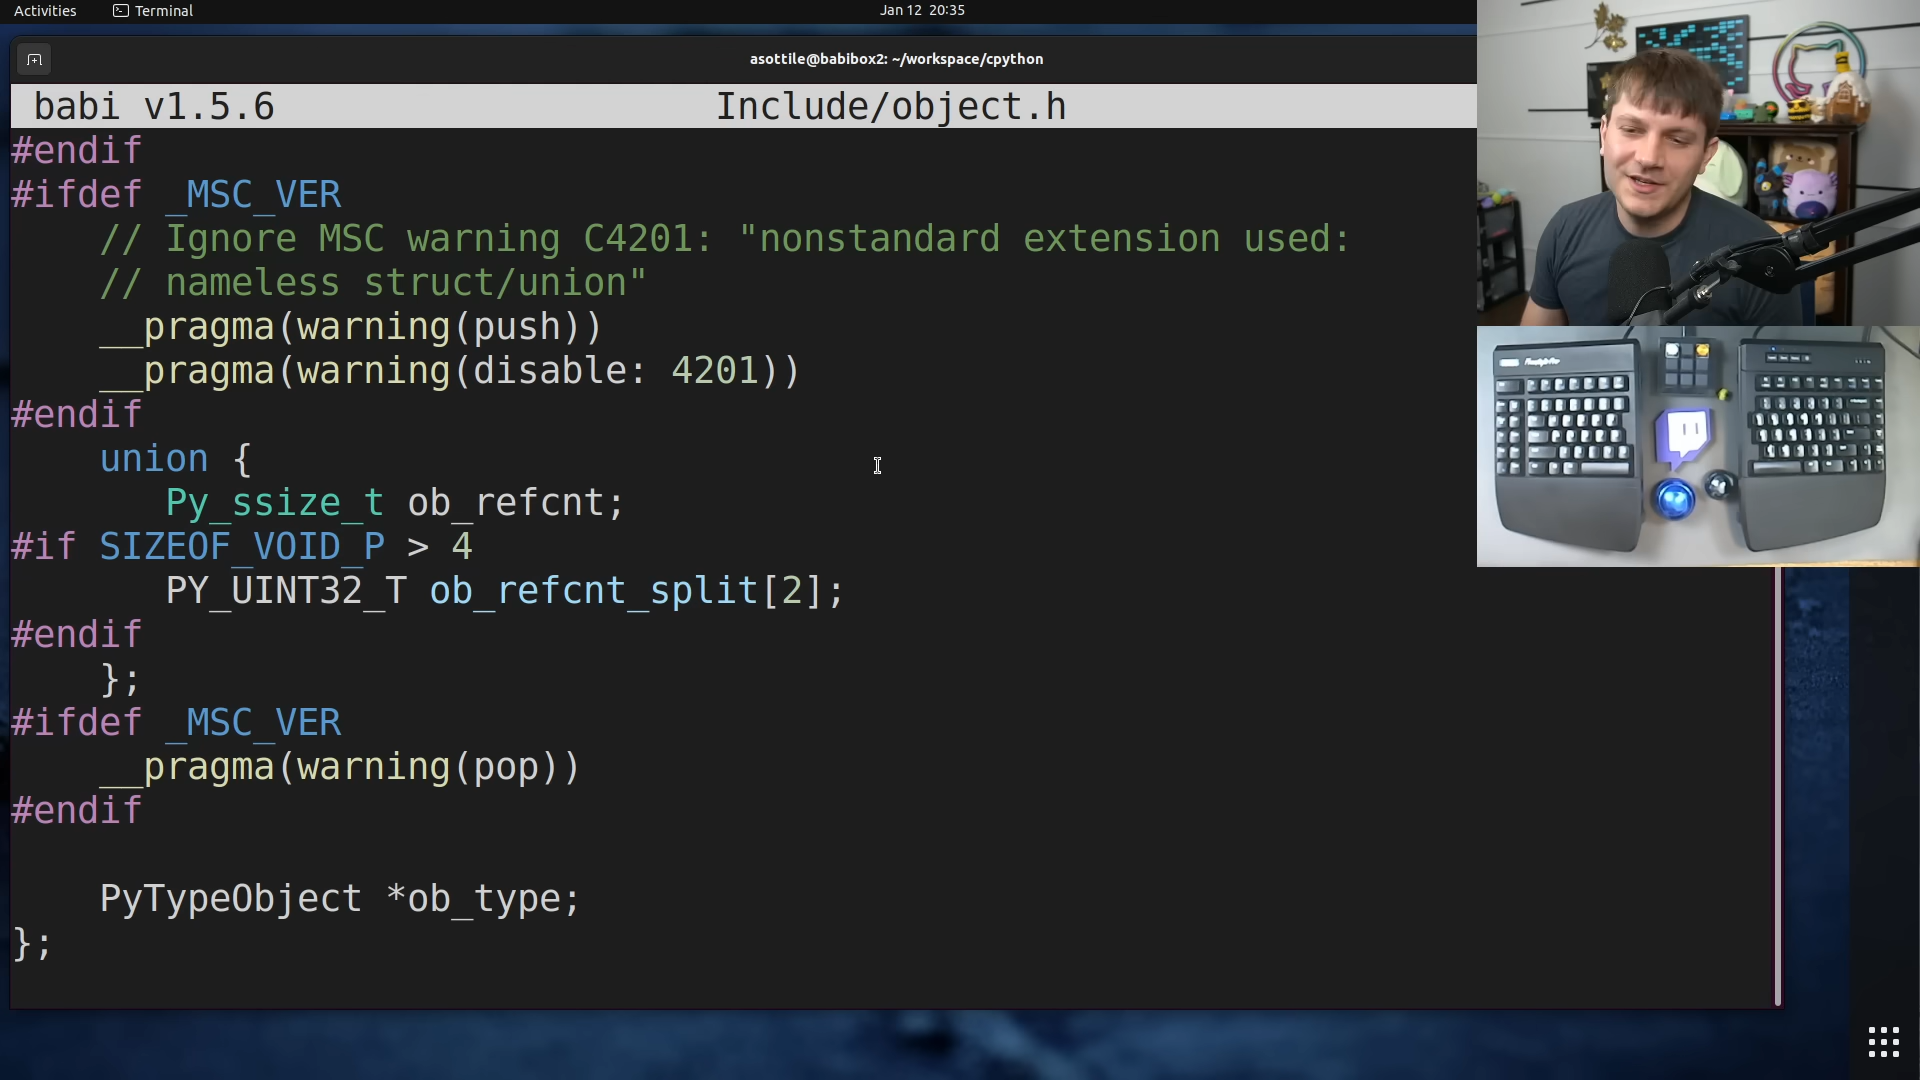 Activities
Terminal
Jan 12 20:35
asottile@babibox2: ~/workspace/cpython
babi v1.5.6
Include/object.h
#endif
#ifdef _MSC_VER
// Ignore MSC warning C4201: "nonstandard extension used:
// nameless struct/union"
__pragma(warning(push))
__pragma(warning(disable: 4201))
#endif
union {
Py_ssize_t ob_refcnt;
#if SIZEOF_VOID_P > 4
PY_UINT32_T ob_refcnt_split[2];
#endif
};
#ifdef _MSC_VER
__pragma(warning(pop))
#endif
PyTypeObject *ob_type;
};